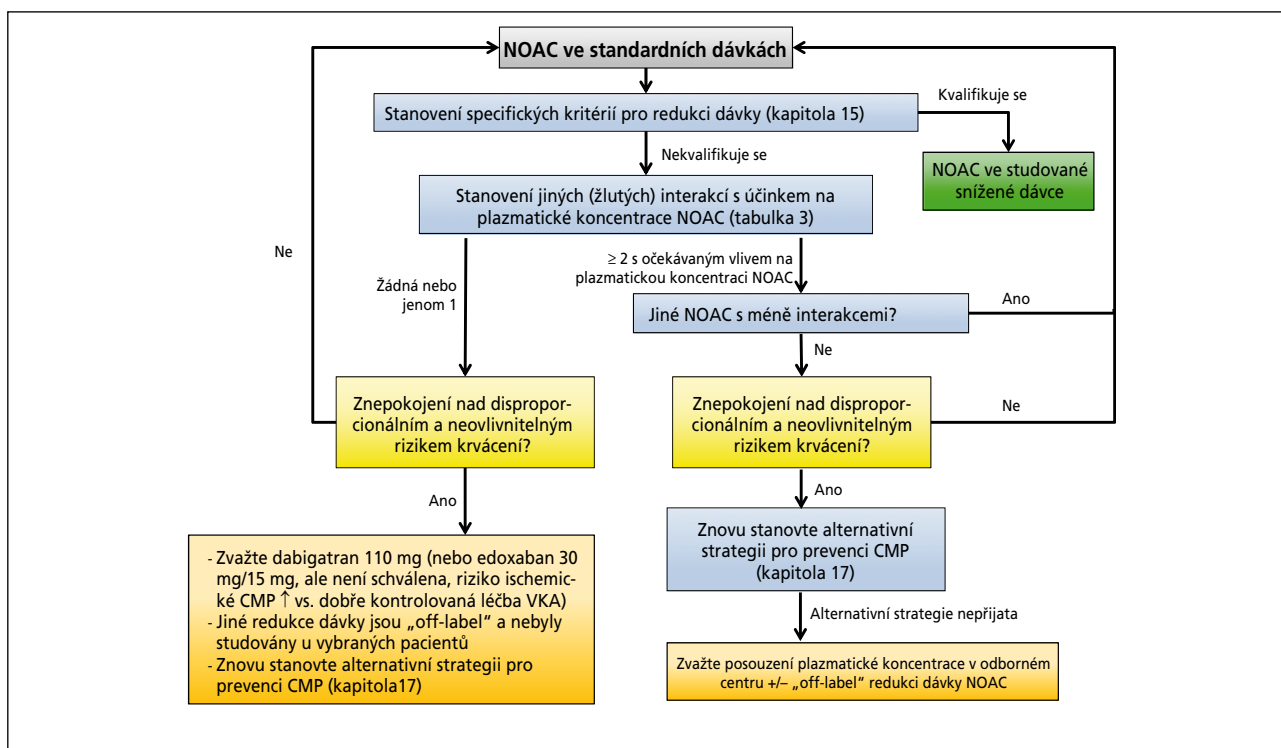 NOAC ve standardních dávkách
Stanovení specifických kritérií pro redukci dávky (kapitola 15)
Kvalifikuje se
NOAC ve studované
snížené dávce
Nekvalifikuje se
Stanovení jiných (žlutých) interakcí s účinkem na
plazmatické koncentrace NOAC (tabulka 3)
Ne
Žádná nebo
jenom 1
≥ 2 s očekávaným vlivem na
plazmatickou koncentraci NOAC
Jiné NOAC s méně interakcemi?
Ano
Ne
Znepokojení nad dispropor-
cionálním a neovlivnitelným
rizikem krvácení?
Znepokojení nad dispropor-
cionálním a neovlivnitelným
rizikem krvácení?
Ne
Ano
Ano
- Zvažte dabigatran 110 mg (nebo edoxaban 30
mg/15 mg, ale není schválena, riziko ischemic-
ké CMP ↑ vs. dobře kontrolovaná léčba VKA)
- Jiné redukce dávky jsou „off-label“ a nebyly
studovány u vybraných pacientů
- Znovu stanovte alternativní strategii pro
prevenci CMP (kapitola17)
Znovu stanovte alternativní
strategii pro prevenci CMP
(kapitola 17)
Alternativní strategie nepřijata
Zvažte posouzení plazmatické koncentrace v odborném
centru +/– „off-label“ redukci dávky NOAC